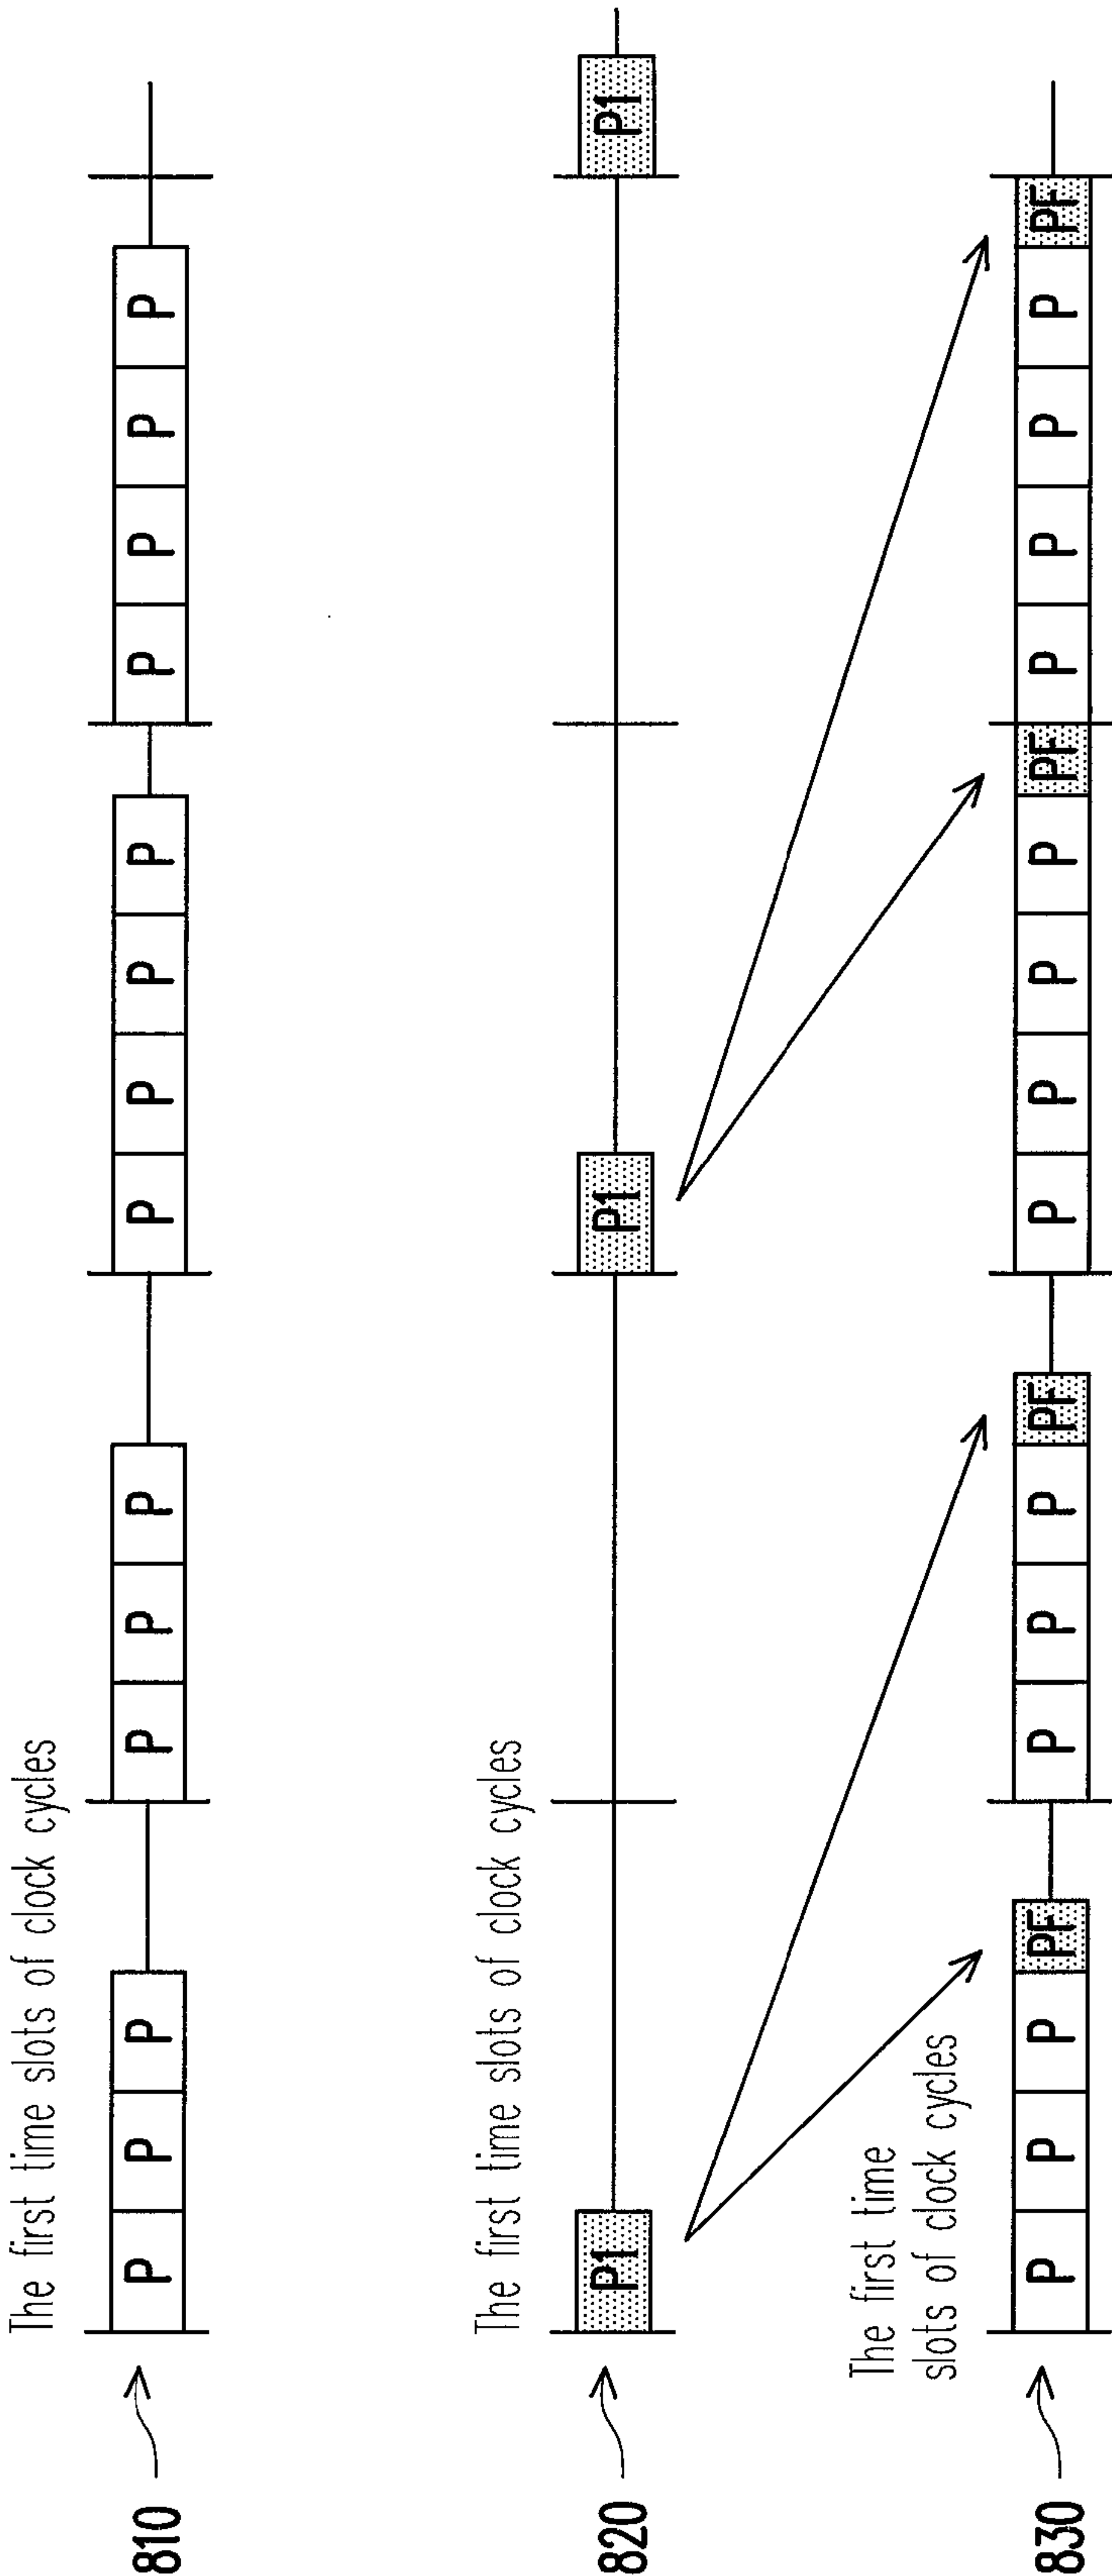 The first time slots of clock cycles
810
P P P P P P P P P P P P P P
The first time slots of clock cycles
820
P1 P1 P1
The first time
slots of clock cycles
830
P P P PF P P P PF P P P P PF P P P P PF